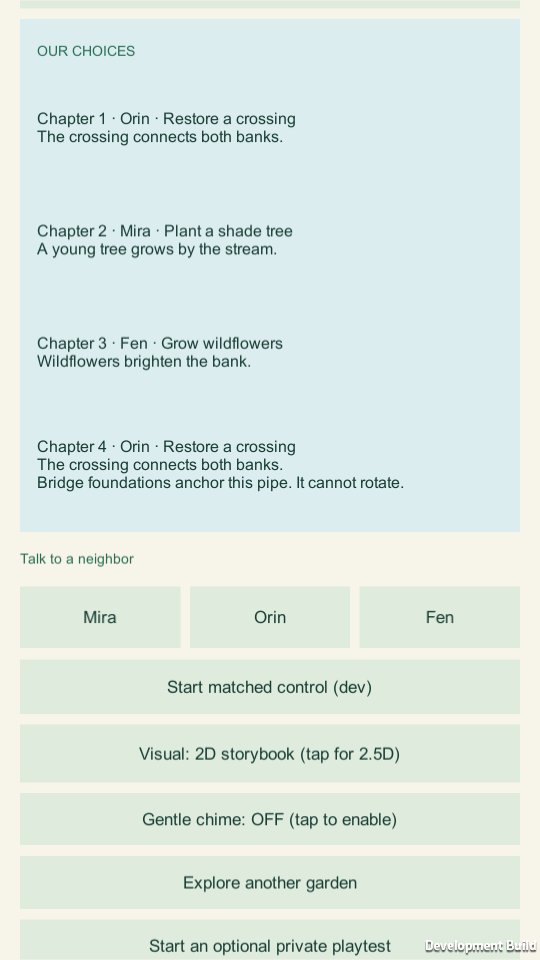 OUR CHOICES
Chapter 1 · Orin · Restore a crossing
The crossing connects both banks.
Chapter 2 · Mira · Plant a shade tree
A young tree grows by the stream.
Chapter 3 · Fen · Grow wildflowers
Wildflowers brighten the bank.
Chapter 4 · Orin · Restore a crossing
The crossing connects both banks.
Bridge foundations anchor this pipe. It cannot rotate.
Talk to a neighbor
Mira
Orin
Fen
Start matched control (dev)
Visual: 2D storybook (tap for 2.5D)
Gentle chime: OFF (tap to enable)
Explore another garden
Start an optional private playtest
Development Build